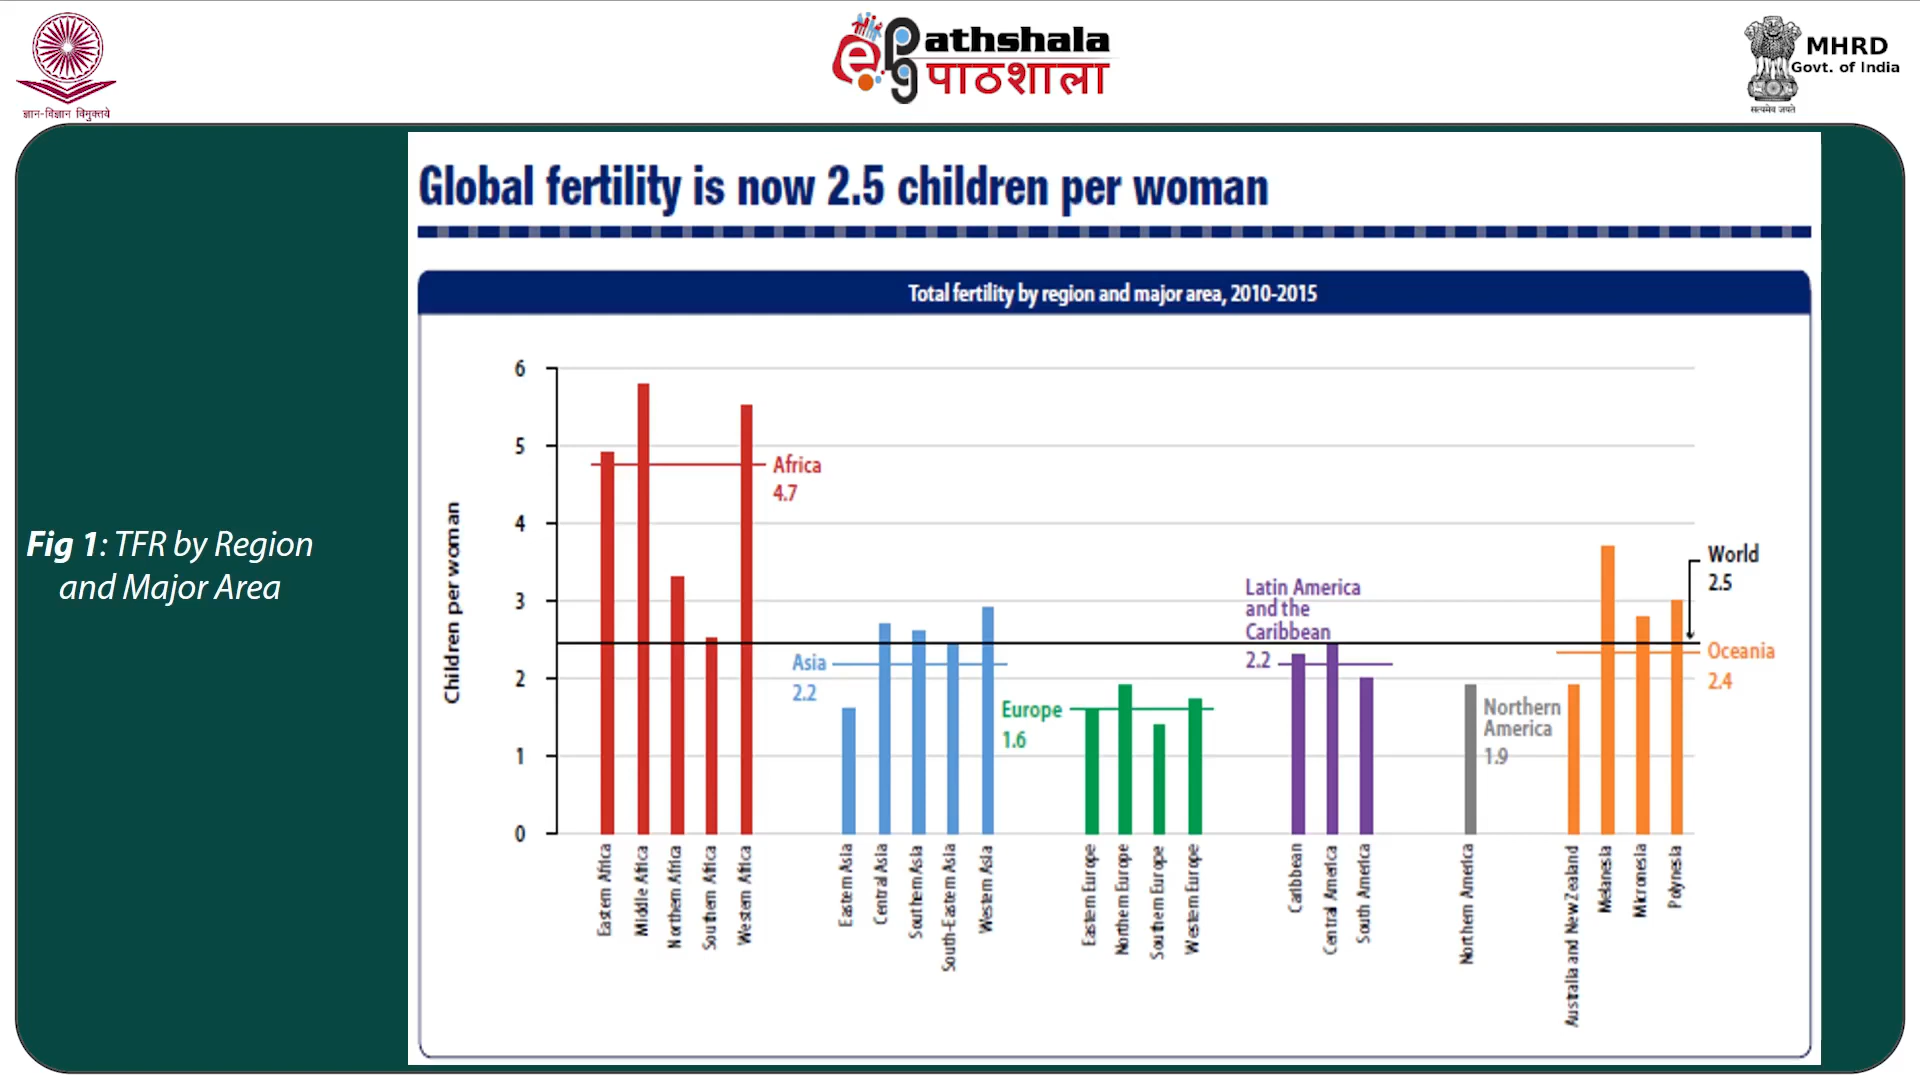 ज्ञान-विज्ञान विमुक्तये
ePG athshala
पाठशाला
सत्यमेव जयते
MHRD
Govt. of India
Fig 1: TFR by Region
and Major Area
Global fertility is now 2.5 children per woman
Total fertility by region and major area, 2010-2015
Children per woman
6
5
4
3
2
1
0
Africa
4.7
Asia
2.2
Europe
1.6
Latin America
and the
Caribbean
2.2
Northern
America
1.9
World
2.5
Oceania
2.4
Eastern Africa
Middle Africa
Northern Africa
Southern Africa
Western Africa
Eastern Asia
Central Asia
Southern Asia
South-Eastern Asia
Western Asia
Eastern Europe
Northern Europe
Southern Europe
Western Europe
Caribbean
Central America
South America
Northern America
Australia and New Zealand
Melanesia
Micronesia
Polynesia